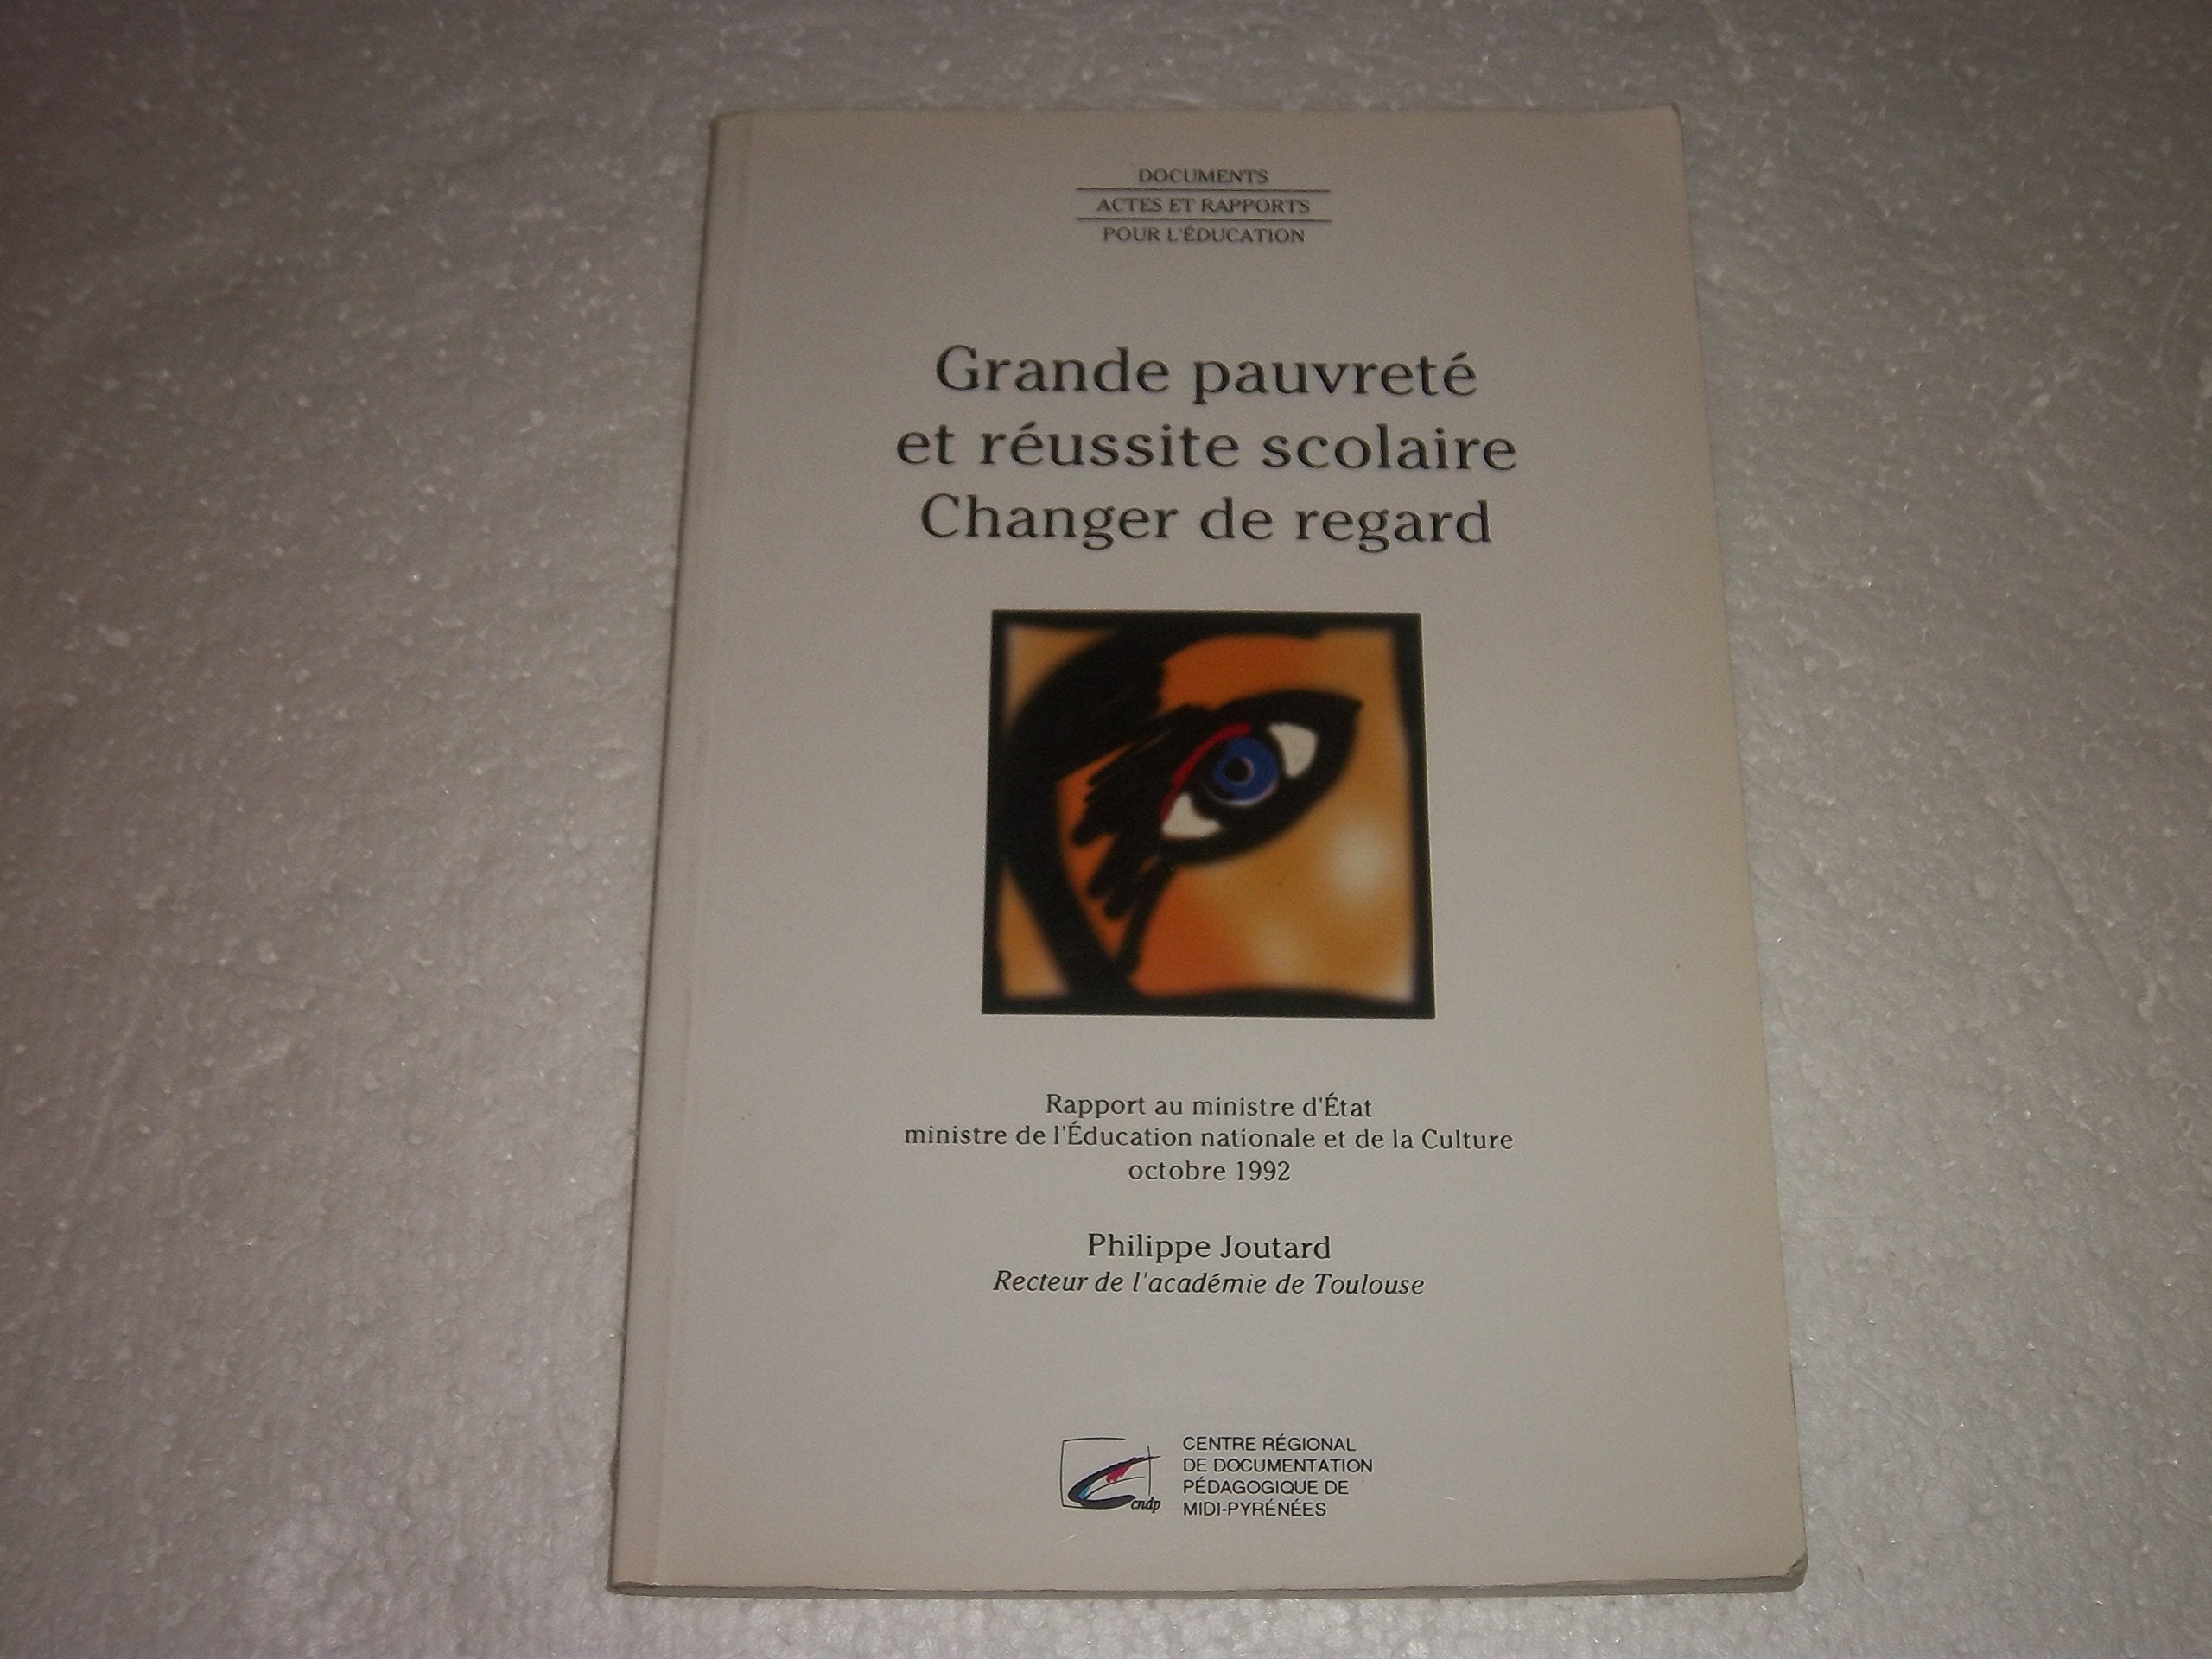 DOCUMENTS
ACTES ET RAPPORTS
POUR L'ÉDUCATION
Grande pauvreté
et réussite scolaire
Changer de regard
Rapport au ministre d'État
ministre de l'Éducation nationale et de la Culture
octobre 1992
Philippe Joutard
Recteur de l'académie de Toulouse
cndp
CENTRE RÉGIONAL
DE DOCUMENTATION
PÉDAGOGIQUE DE
MIDI-PYRÉNÉES